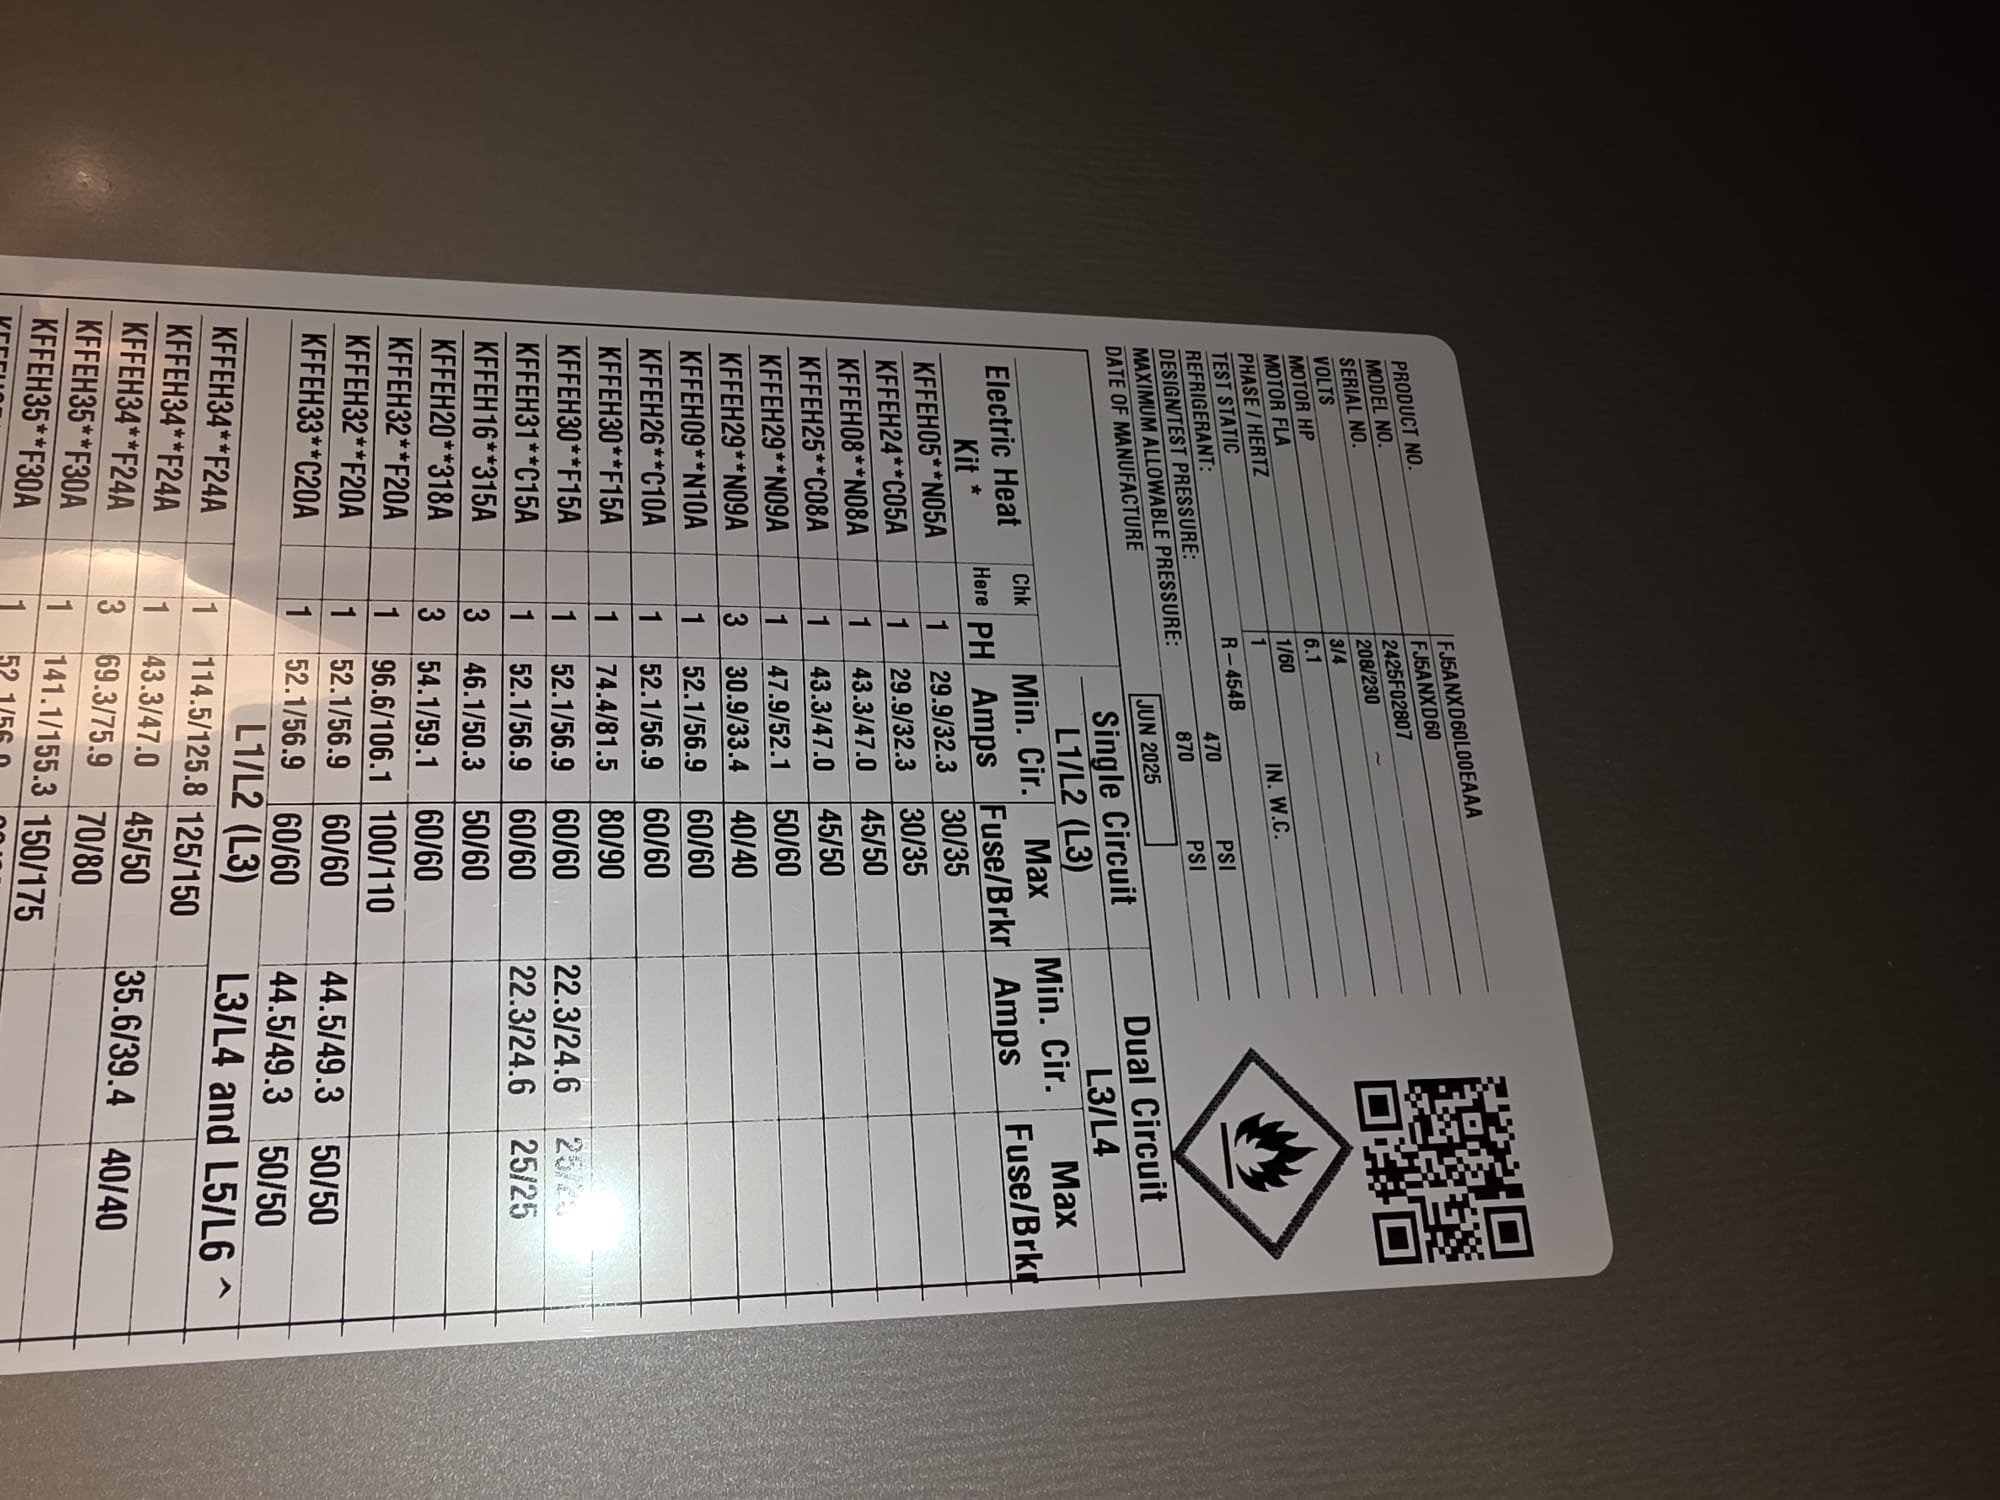 PRODUCT NO. FJ5ANXD60L00EAAA
MODEL NO. FJ5ANXD60
SERIAL NO. 2425F02807
VOLTS 208/230 ~
MOTOR HP 3/4
MOTOR FLA 6.1
PHASE / HERTZ 1/60
TEST STATIC 1 IN. W.C.
REFRIGERANT: R-454B
DESIGN/TEST PRESSURE: 470 PSI
MAXIMUM ALLOWABLE PRESSURE: 870 PSI
DATE OF MANUFACTURE JUN 2025
Single Circuit Dual Circuit
L1/L2 (L3) L3/L4
Electric Heat Chk Min. Cir. Max Min. Cir. Max
Kit * Here PH Amps Fuse/Brkr Amps Fuse/Brkr
KFFEH05**N05A 1 29.9/32.3 30/35
KFFEH24**C05A 1 29.9/32.3 30/35
KFFEH08**N08A 1 43.3/47.0 45/50
KFFEH25**C08A 1 43.3/47.0 45/50
KFFEH29**N09A 1 47.9/52.1 50/60
KFFEH29**N09A 3 30.9/33.4 40/40
KFFEH09**N10A 1 52.1/56.9 60/60
KFFEH26**C10A 1 52.1/56.9 60/60
KFFEH30**F15A 1 74.4/81.5 80/90
KFFEH30**F15A 1 52.1/56.9 60/60 22.3/24.6
KFFEH31**C15A 1 52.1/56.9 60/60 22.3/24.6 25/25
KFFEH16**315A 3 46.1/50.3 50/60
KFFEH20**318A 3 54.1/59.1 60/60
KFFEH32**F20A 1 96.6/106.1 100/110
KFFEH32**F20A 1 52.1/56.9 60/60 44.5/49.3 50/50
KFFEH33**C20A 1 52.1/56.9 60/60 44.5/49.3 50/50
L1/L2 (L3) L3/L4 and L5/L6 ^
KFFEH34**F24A 1 114.5/125.8 125/150
KFFEH34**F24A 1 43.3/47.0 45/50 35.6/39.4 40/40
KFFEH34**F24A 3 69.3/75.9 70/80
KFFEH35**F30A 1 141.1/155.3 150/175
KFFEH35**F30A 1